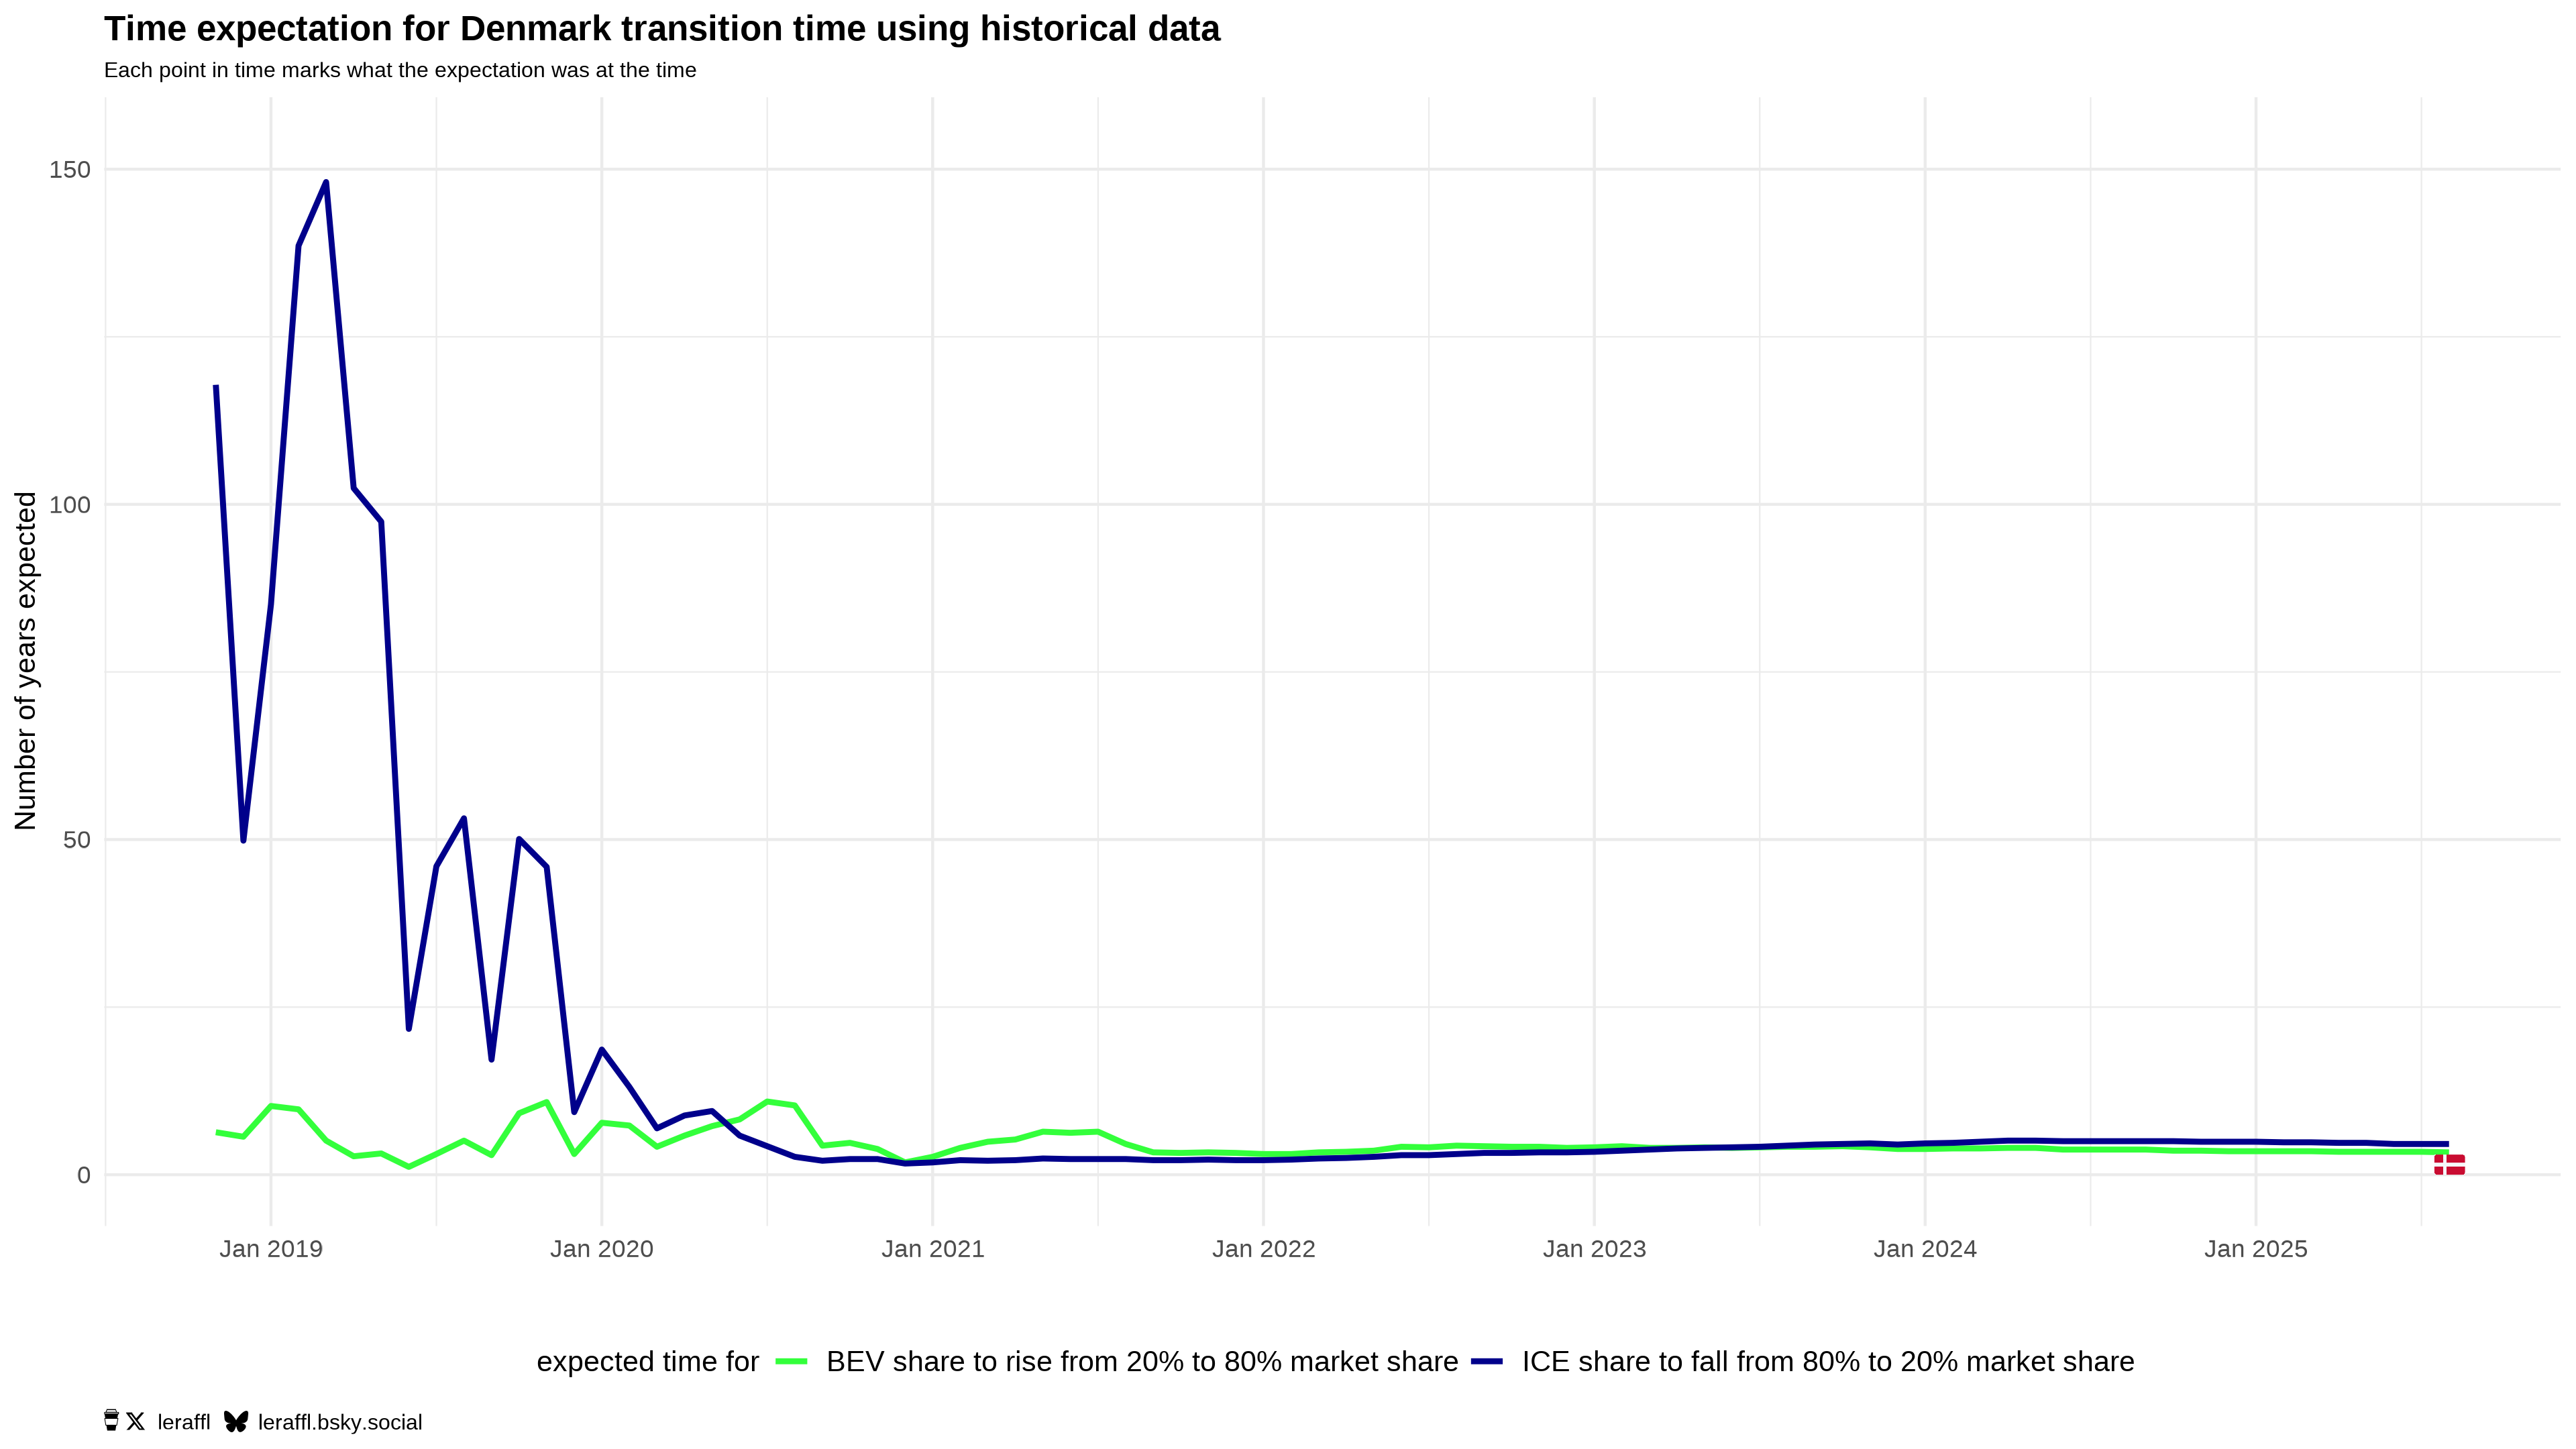 Time expectation for Denmark transition time using historical data
Each point in time marks what the expectation was at the time
Number of years expected
150
100
50
0
Jan 2019
Jan 2020
Jan 2021
Jan 2022
Jan 2023
Jan 2024
Jan 2025
expected time for
BEV share to rise from 20% to 80% market share
ICE share to fall from 80% to 20% market share
leraffl
leraffl.bsky.social